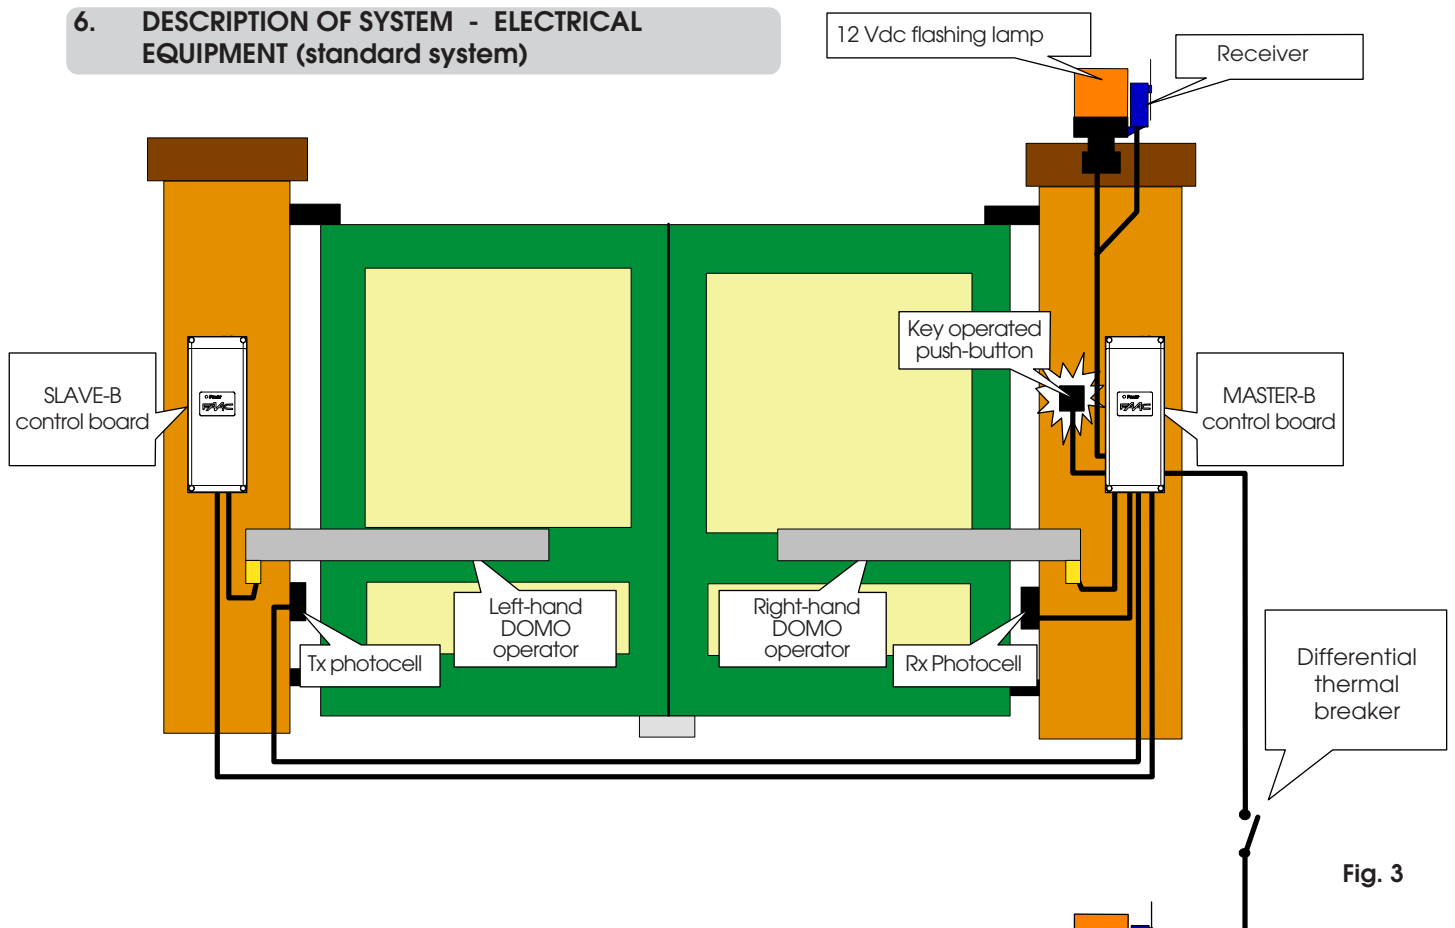 6. DESCRIPTION OF SYSTEM - ELECTRICAL
EQUIPMENT (standard system)
12 Vdc flashing lamp
Receiver
Key operated
push-button
SLAVE-B
control board
FAAC
FAAC
MASTER-B
control board
Left-hand
DOMO
operator
Right-hand
DOMO
operator
Tx photocell
Rx Photocell
Differential
thermal
breaker
Fig. 3